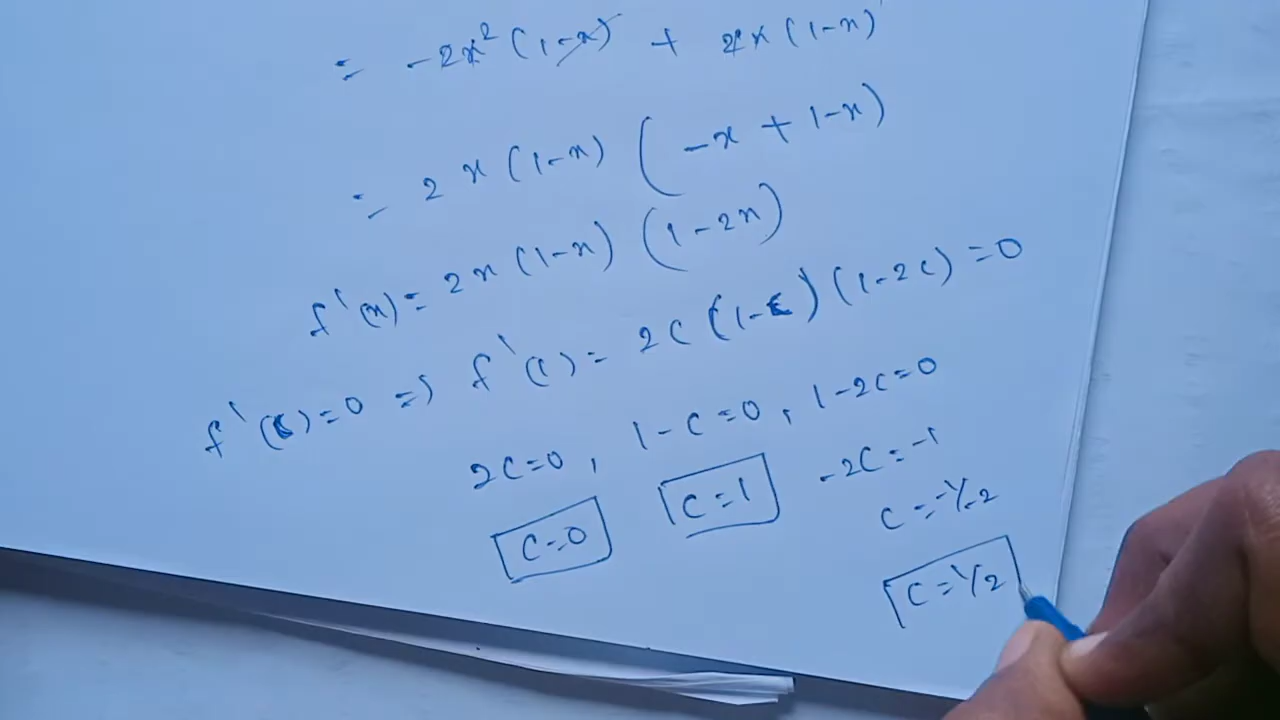 = -2x² (1-x) + 2x (1-x)
= 2x (1-x) (-x + 1-x)
f'(x) = 2x (1-x) (1-2x)
f'(c)=0 => f'(c) = 2c (1-c) (1-2c) = 0
2c=0, 1-c=0, 1-2c=0
c=0 c=1 -2c=-1
c=-1/-2
c=1/2